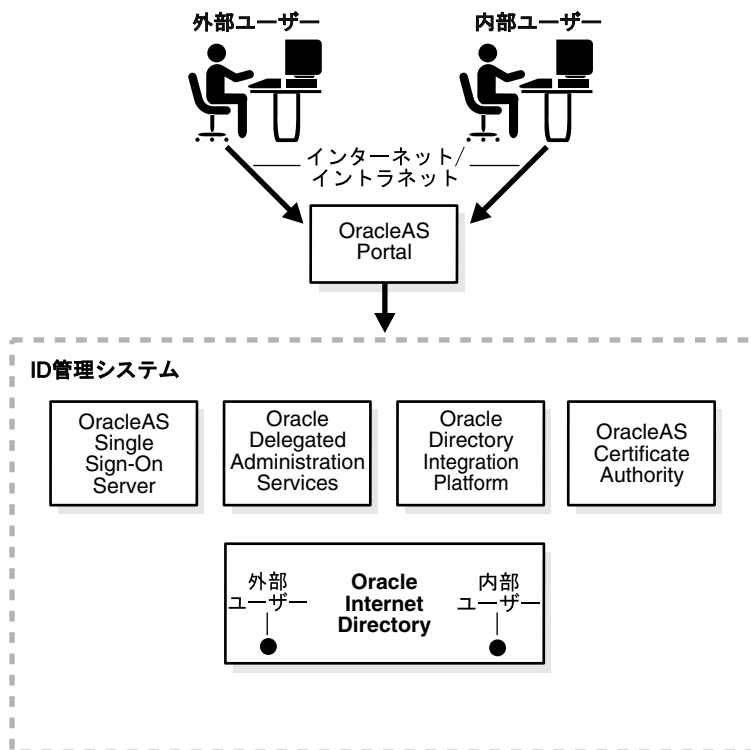 外部ユーザー
内部ユーザー
インターネット/
イントラネット
OracleAS
Portal
ID管理システム
OracleAS
Single
Sign-On
Server
Oracle
Delegated
Administration
Services
Oracle
Directory
Integration
Platform
OracleAS
Certificate
Authority
外部
ユーザー
Oracle
Internet
Directory
内部
ユーザー